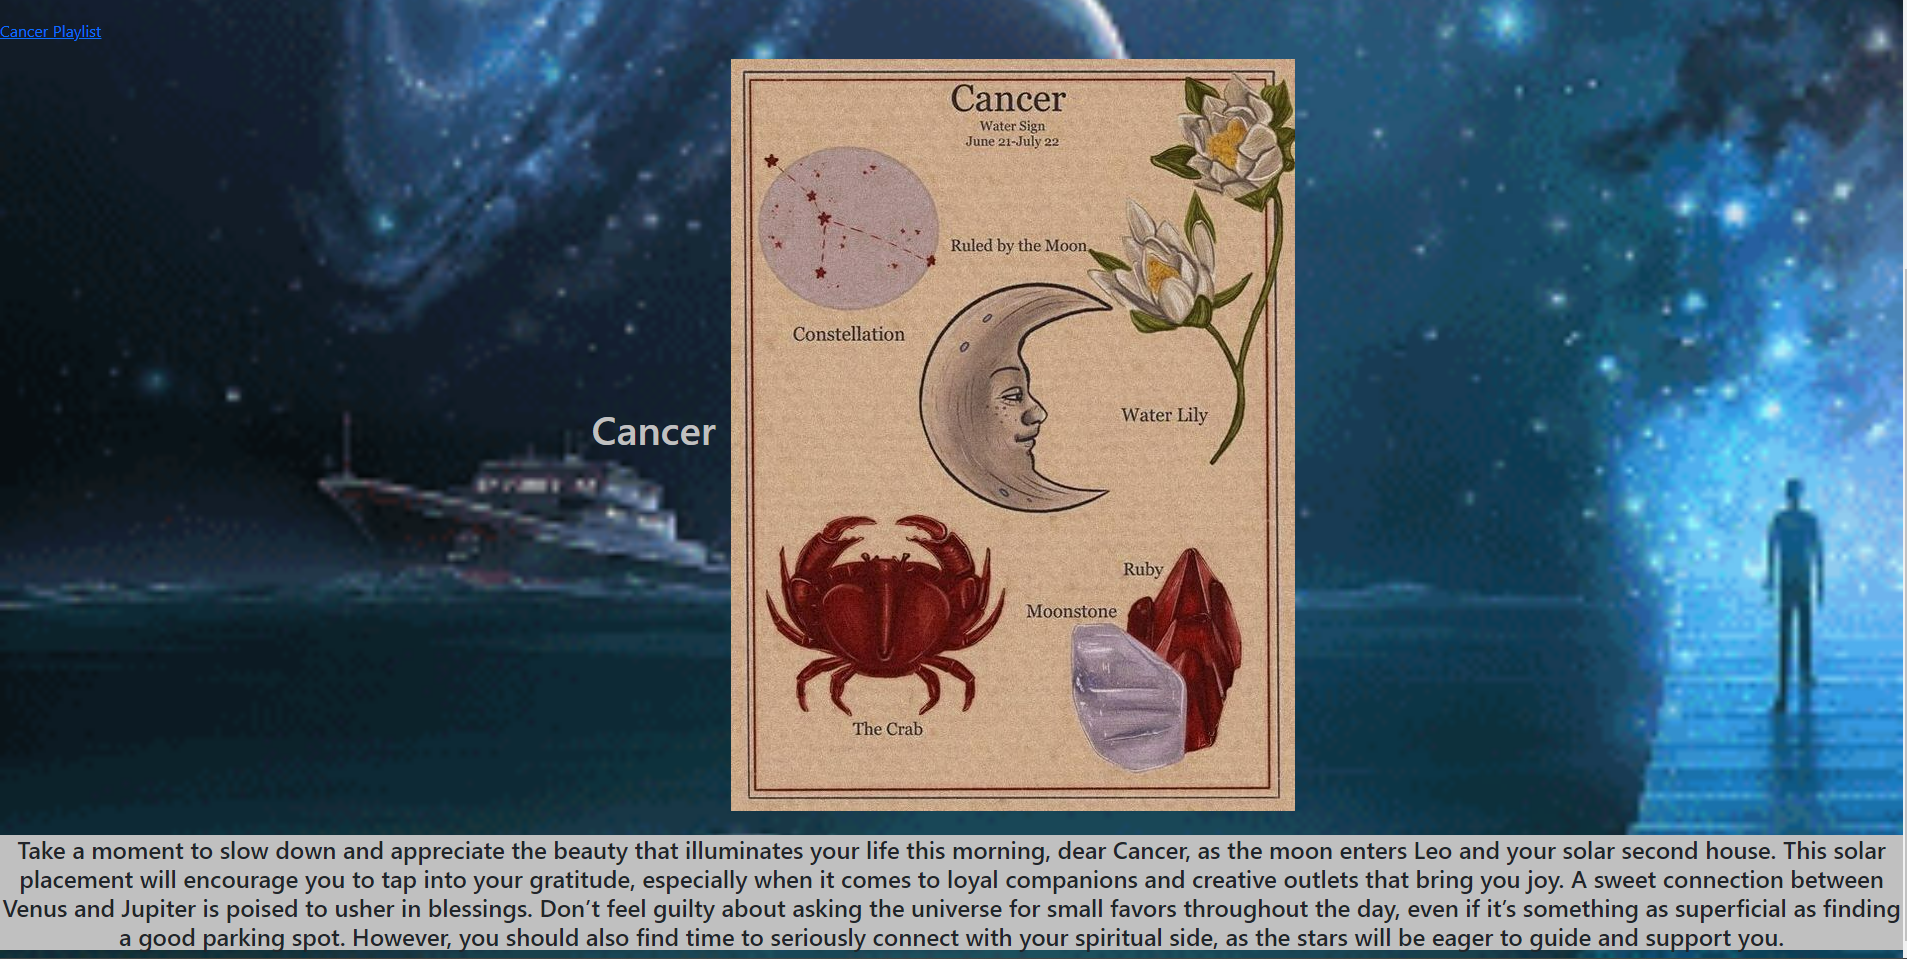 Cancer Playlist
Cancer
Water Sign
June 21-July 22
Ruled by the Moon
Constellation
Water Lily
Cancer
Ruby
Moonstone
The Crab
Take a moment to slow down and appreciate the beauty that illuminates your life this morning, dear Cancer, as the moon enters Leo and your solar second house. This solar
placement will encourage you to tap into your gratitude, especially when it comes to loyal companions and creative outlets that bring you joy. A sweet connection between
Venus and Jupiter is poised to usher in blessings. Don’t feel guilty about asking the universe for small favors throughout the day, even if it’s something as superficial as finding
a good parking spot. However, you should also find time to seriously connect with your spiritual side, as the stars will be eager to guide and support you.